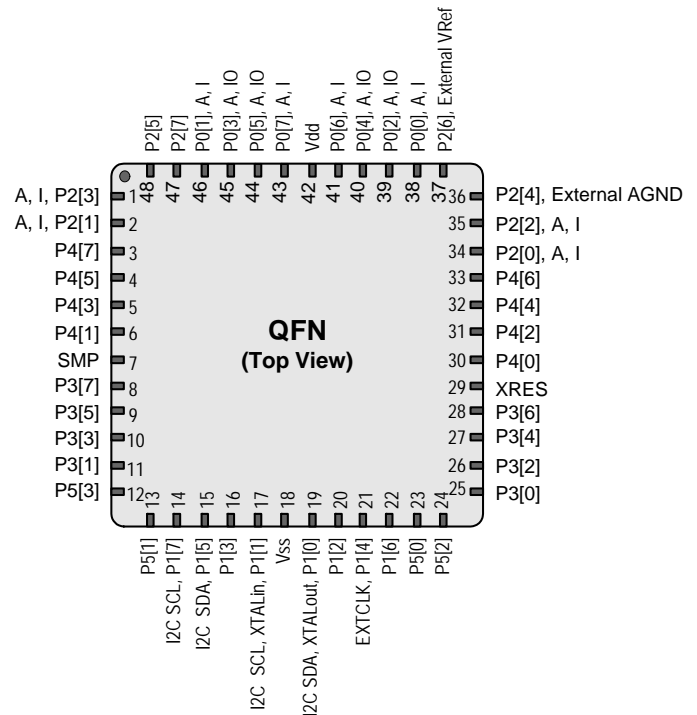 P2[5]
P2[7]
P0[1], A, I
P0[3], A, IO
P0[5], A, IO
P0[7], A, I
Vdd
P0[6], A, I
P0[4], A, IO
P0[2], A, IO
P0[0], A, I
P2[6], External VRef
48
47
46
45
44
43
42
41
40
39
38
37
A, I, P2[3] 1
A, I, P2[1] 2
P4[7] 3
P4[5] 4
P4[3] 5
P4[1] 6
SMP 7
P3[7] 8
P3[5] 9
P3[3] 10
P3[1] 11
P5[3] 12
QFN
(Top View)
36 P2[4], External AGND
35 P2[2], A, I
34 P2[0], A, I
33 P4[6]
32 P4[4]
31 P4[2]
30 P4[0]
29 XRES
28 P3[6]
27 P3[4]
26 P3[2]
25 P3[0]
13
14
15
16
17
18
19
20
21
22
23
24
P5[1]
I2C SCL, P1[7]
I2C SDA, P1[5]
P1[3]
I2C SCL, XTALin, P1[1]
Vss
I2C SDA, XTALout, P1[0]
P1[2]
EXTCLK, P1[4]
P1[6]
P5[0]
P5[2]